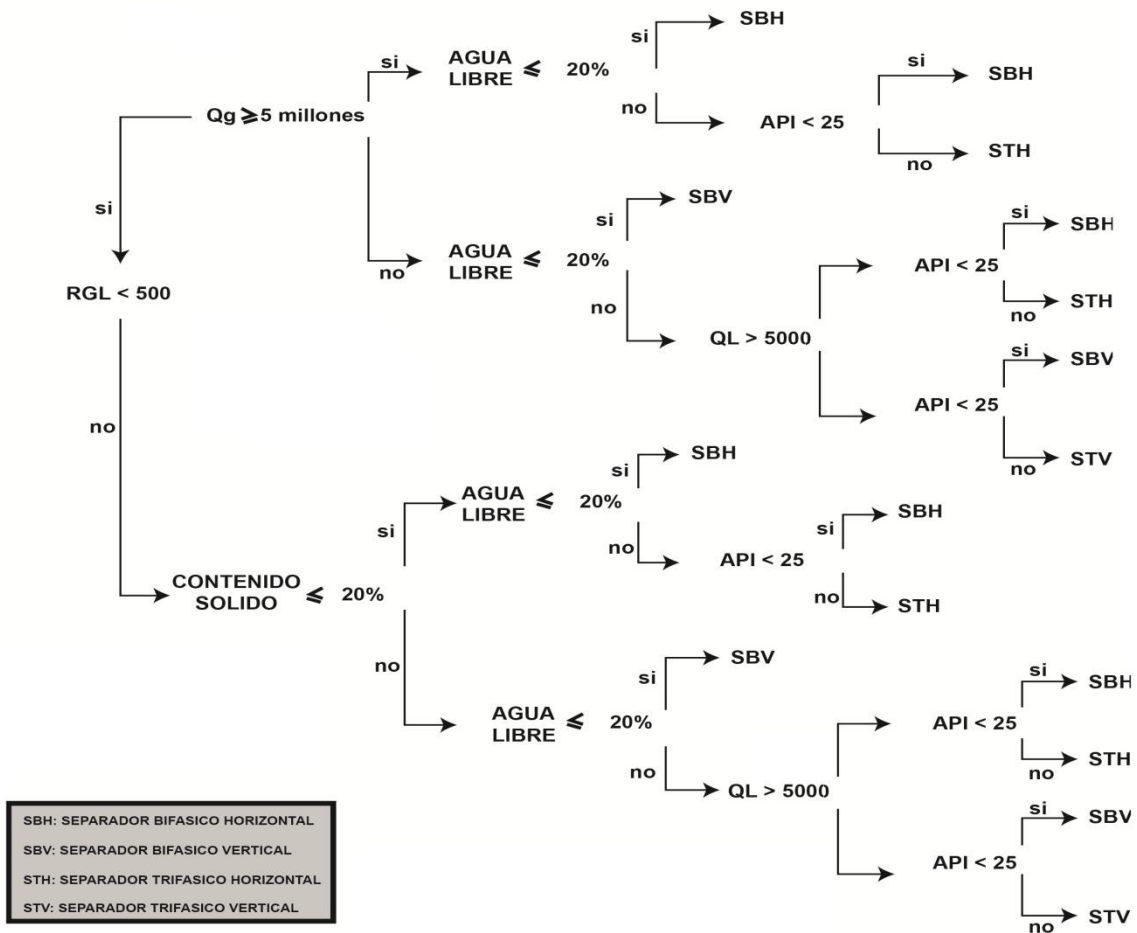 SBH
si
AGUA
LIBRE ⩽ 20%
si
no
si
SBH
Qg ⩾ 5 millones
API < 25
no
STH
SBV
si
si
SBH
si
AGUA
LIBRE ⩽ 20%
no
API < 25
no
STH
RGL < 500
no
QL > 5000
si
SBV
API < 25
no
STV
no
SBH
si
AGUA
LIBRE ⩽ 20%
si
SBH
si
no
API < 25
CONTENIDO
SOLIDO ⩽ 20%
no
STH
no
SBV
si
si
SBH
AGUA
LIBRE ⩽ 20%
API < 25
no
STH
no
QL > 5000
si
SBV
API < 25
no
STV
SBH: SEPARADOR BIFASICO HORIZONTAL
SBV: SEPARADOR BIFASICO VERTICAL
STH: SEPARADOR TRIFASICO HORIZONTAL
STV: SEPARADOR TRIFASICO VERTICAL